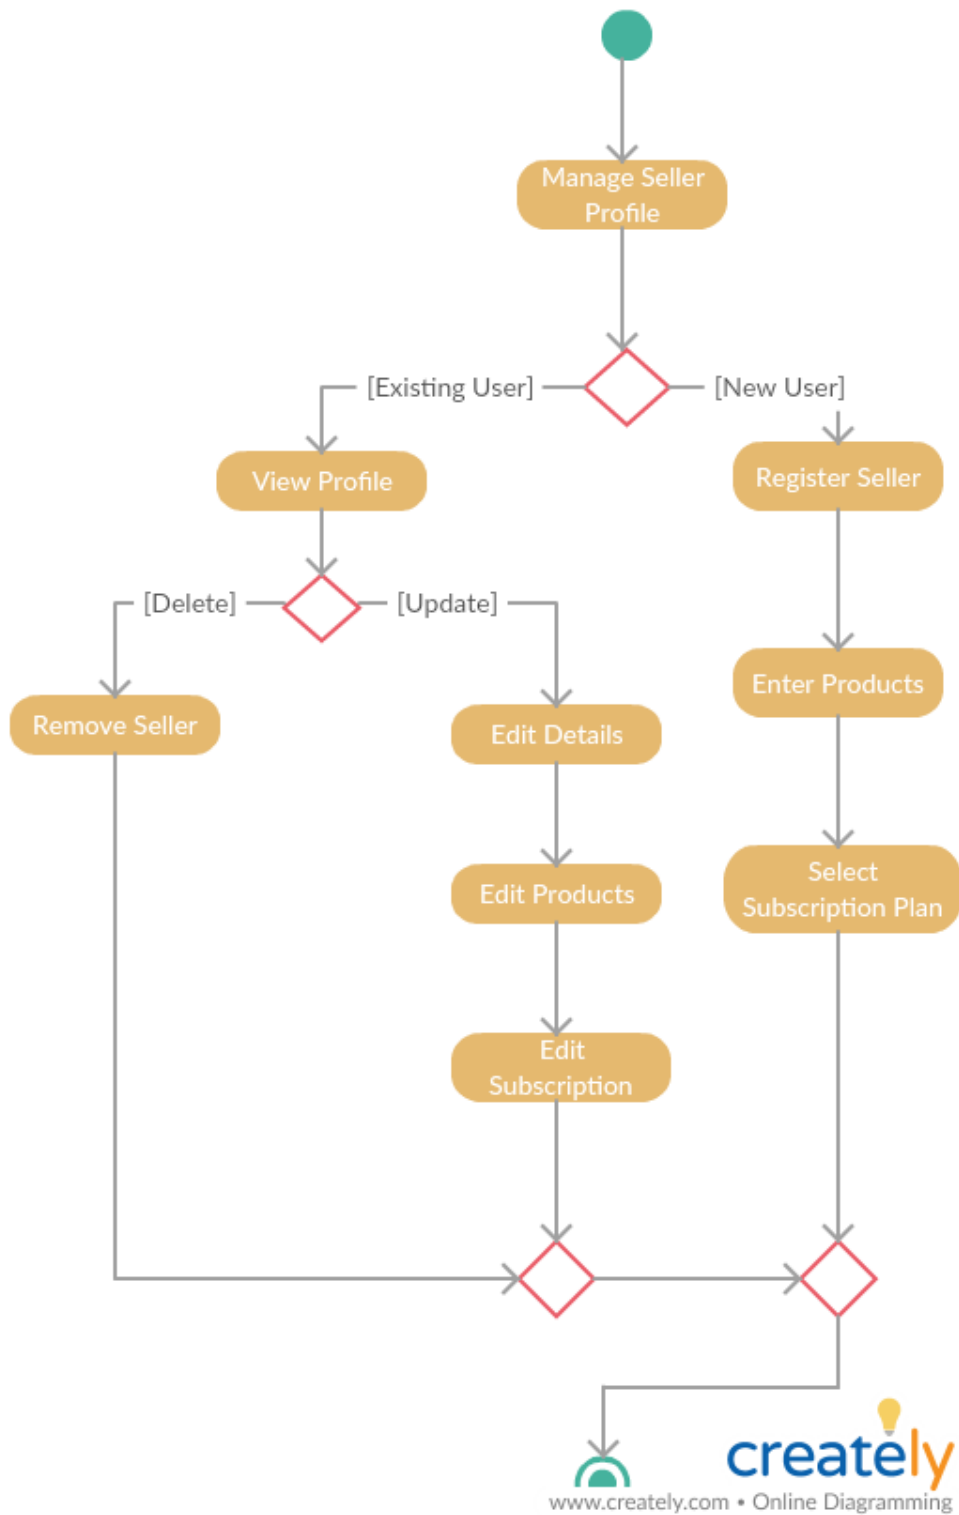 Manage Seller
Profile
[Existing User]
[New User]
View Profile
Register Seller
[Delete]
[Update]
Enter Products
Remove Seller
Edit Details
Select
Subscription Plan
Edit Products
Edit
Subscription
creately
www.creately.com • Online Diagramming